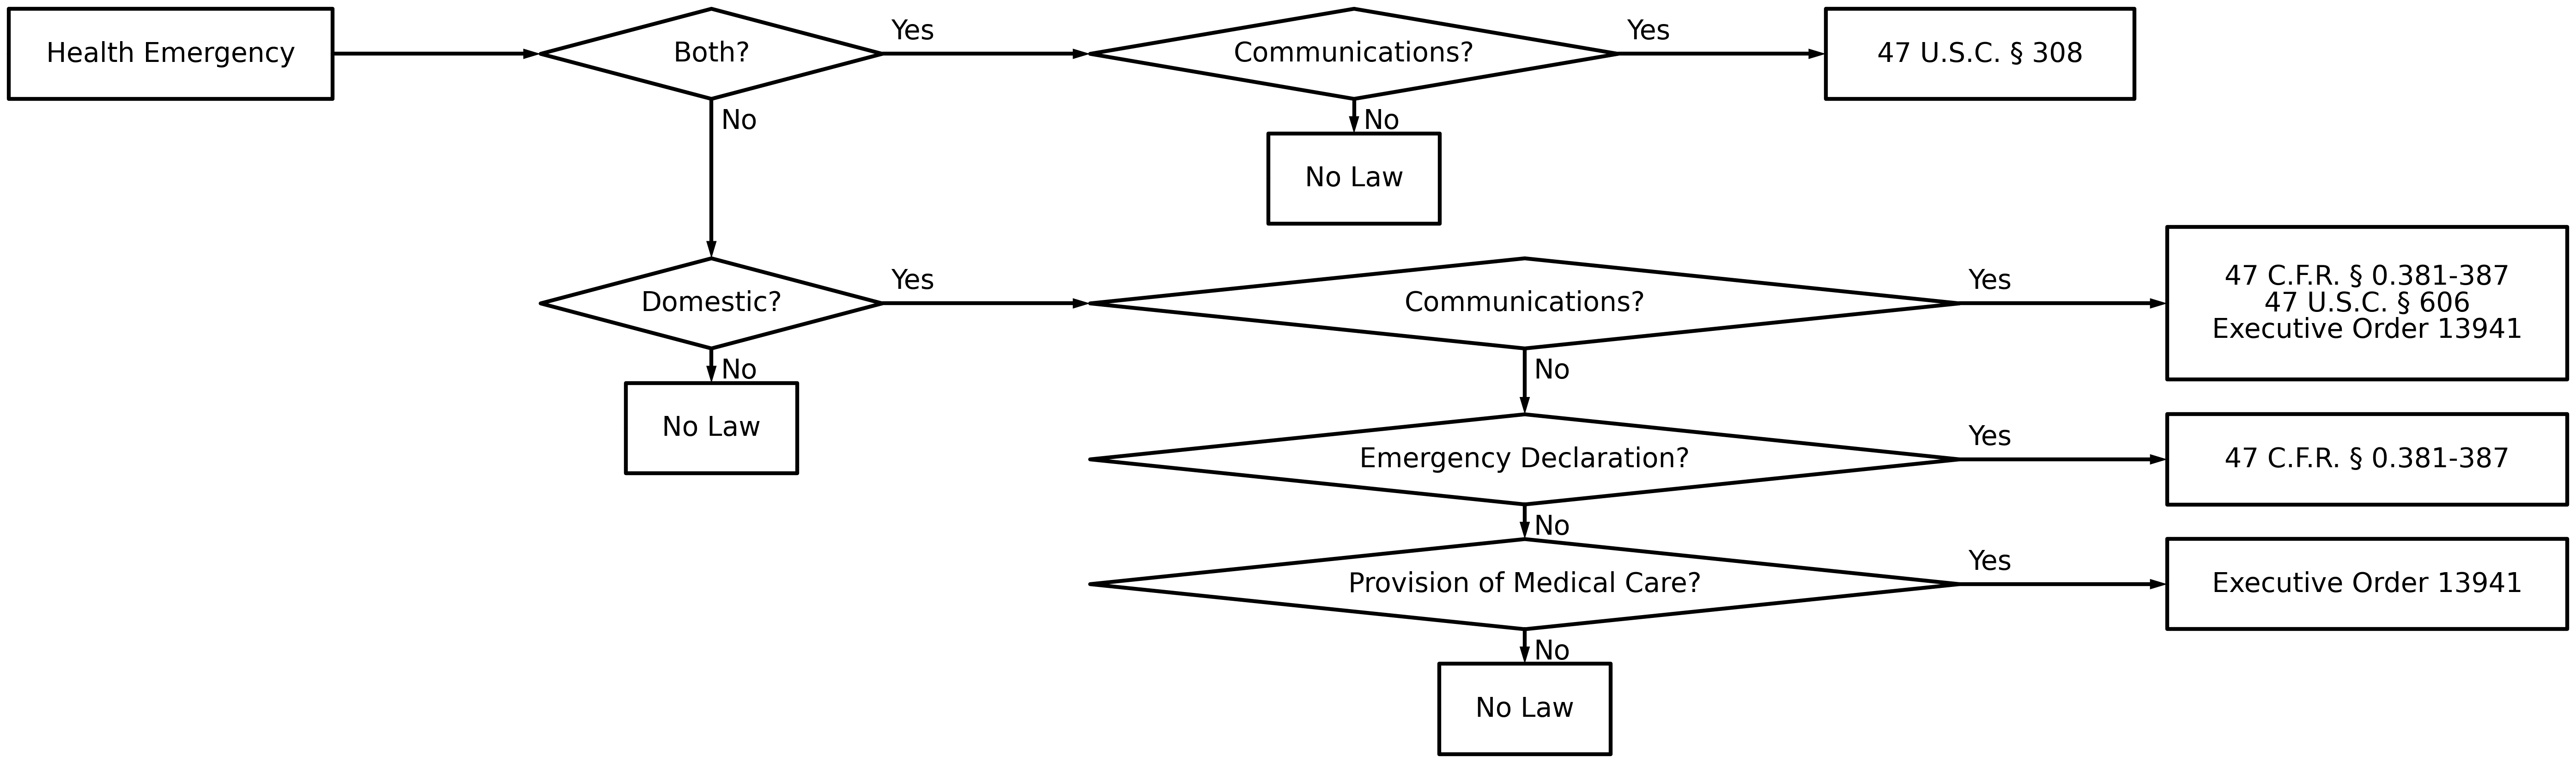 Health Emergency
Both?
Yes
Communications?
Yes
47 U.S.C. § 308
No
No
No Law
Domestic?
Yes
Communications?
Yes
47 C.F.R. § 0.381-387
47 U.S.C. § 606
Executive Order 13941
No
No Law
No
Emergency Declaration?
Yes
47 C.F.R. § 0.381-387
No
Provision of Medical Care?
Yes
Executive Order 13941
No
No Law